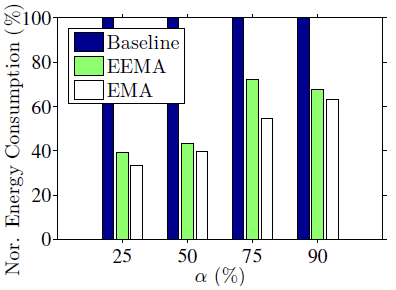 Nor. Energy Consumption (%)
100
80
60
40
20
0
Baseline
EEMA
EMA
25 50 75 90
α (%)